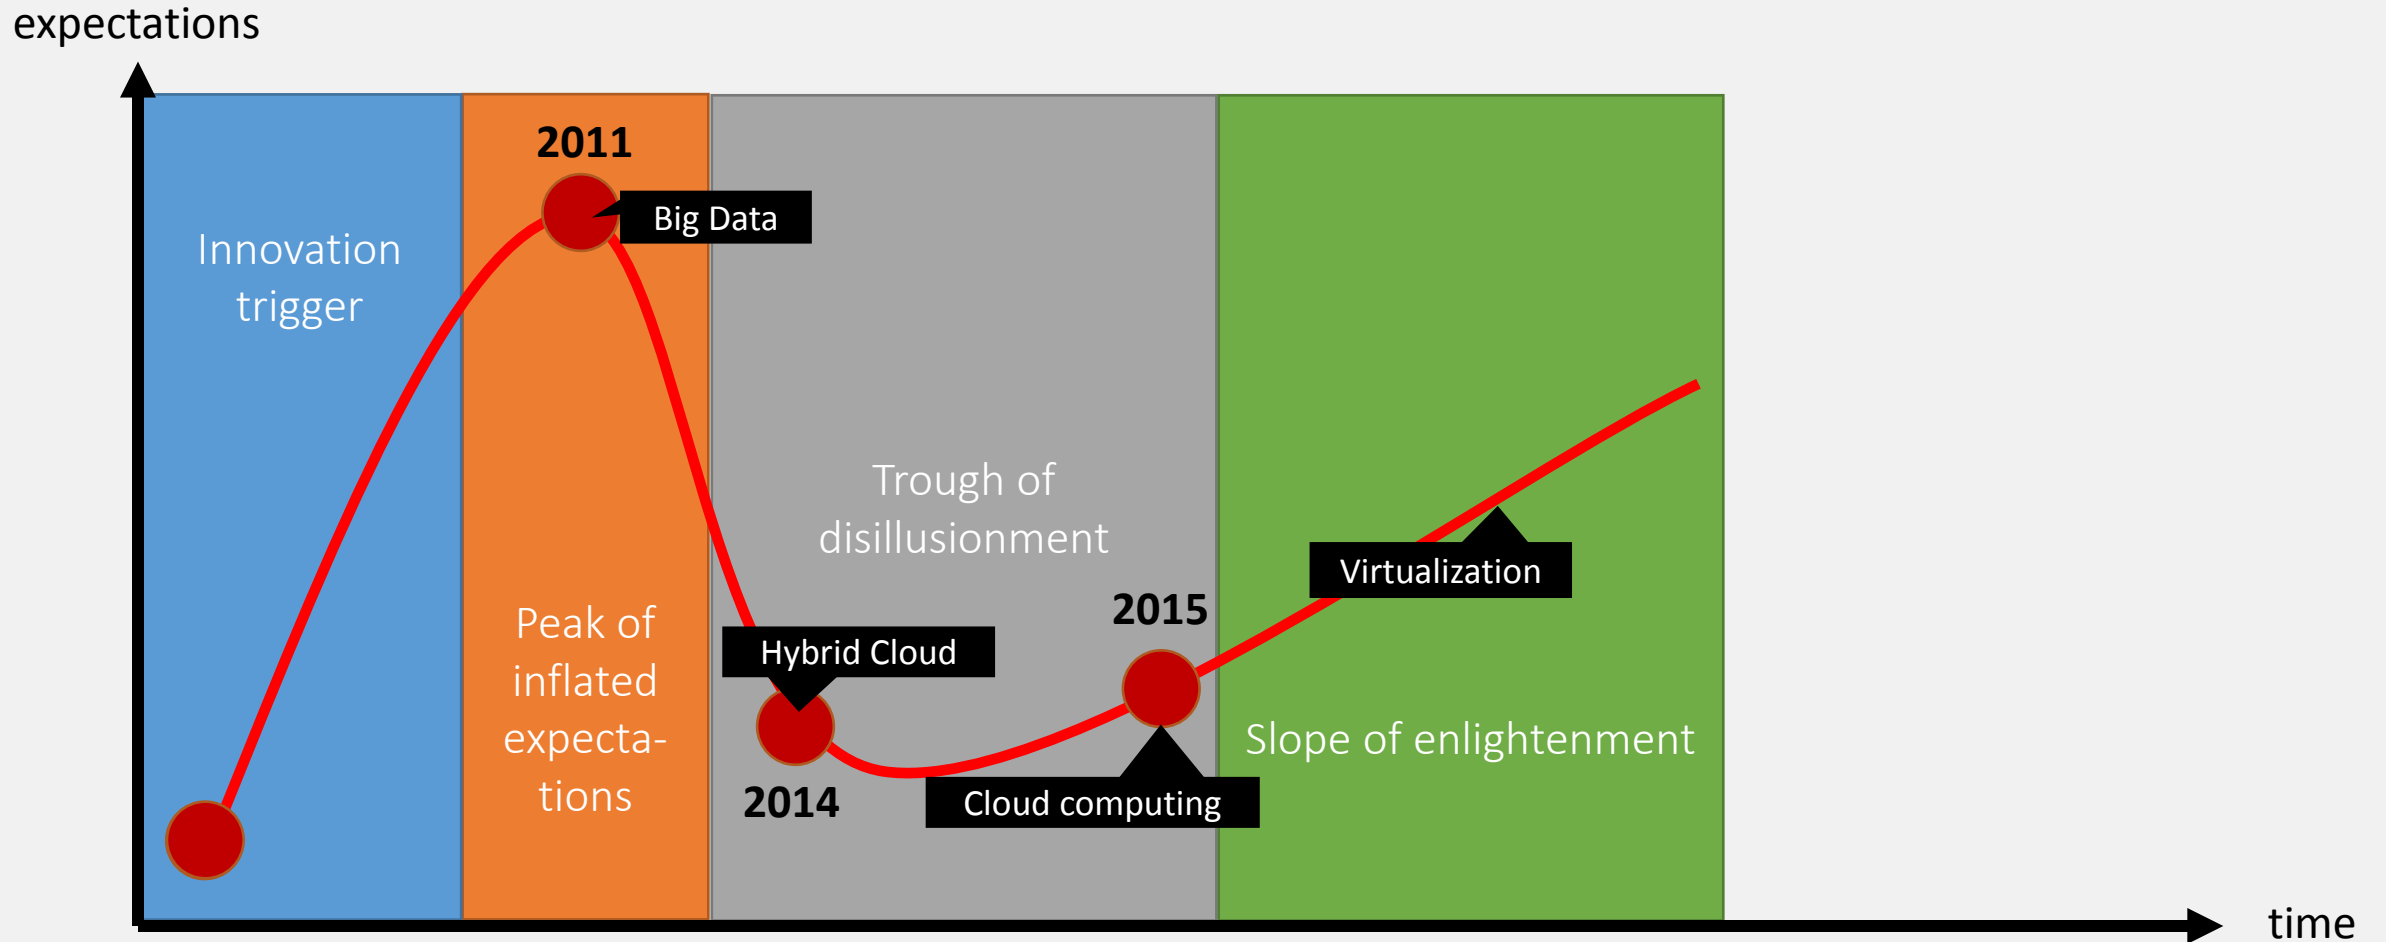 expectations
2011
Big Data
Innovation
trigger
Trough of
disillusionment
Virtualization
2015
Peak of
inflated
expecta-
tions
Hybrid Cloud
Slope of enlightenment
2014
Cloud computing
time